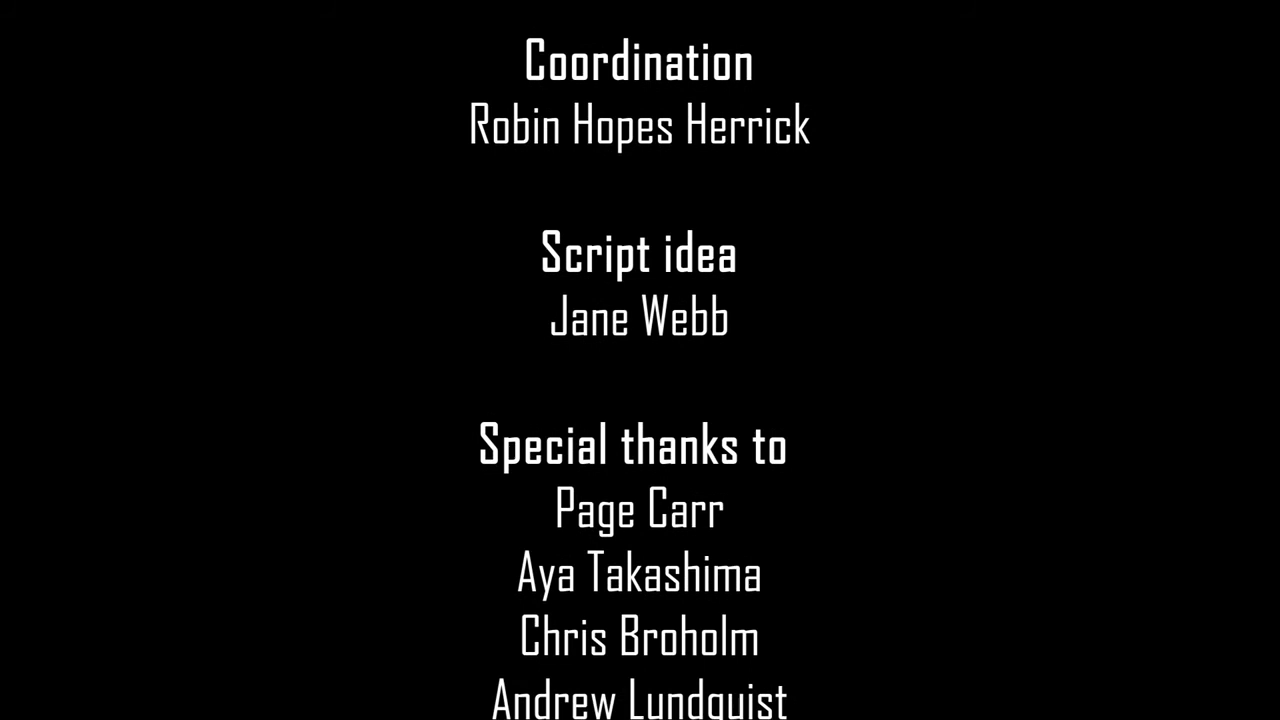 Coordination
Robin Hopes Herrick
Script idea
Jane Webb
Special thanks to
Page Carr
Aya Takashima
Chris Broholm
Andrew Lundquist